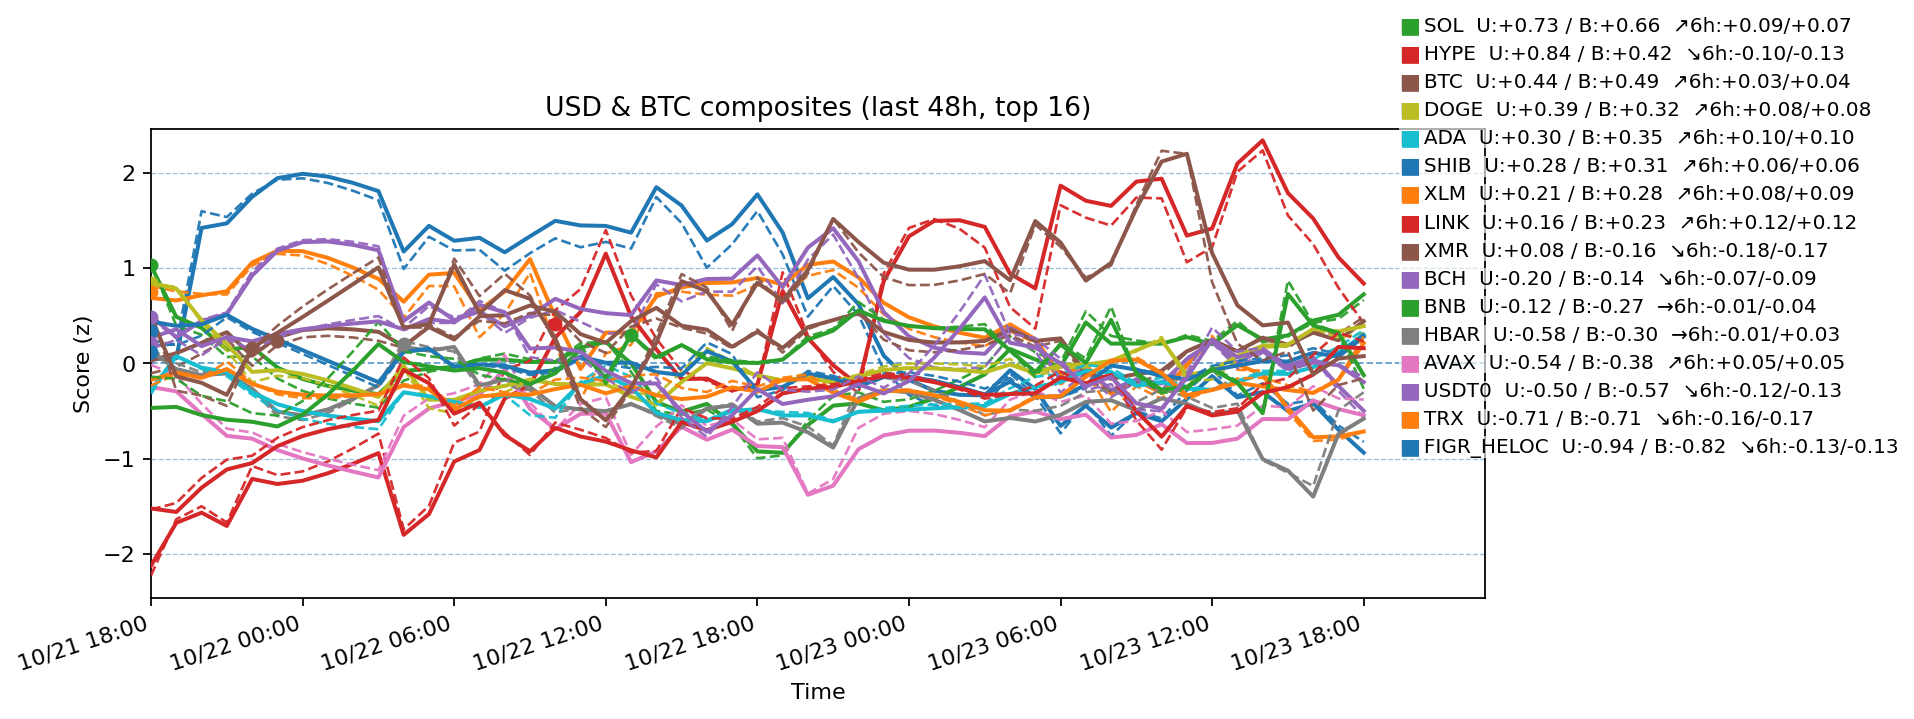 SOL  U:+0.73 / B:+0.66  ↗6h:+0.09/+0.07
HYPE  U:+0.84 / B:+0.42  ↘6h:-0.10/-0.13
BTC  U:+0.44 / B:+0.49  ↗6h:+0.03/+0.04
DOGE  U:+0.39 / B:+0.32  ↗6h:+0.08/+0.08
ADA  U:+0.30 / B:+0.35  ↗6h:+0.10/+0.10
SHIB  U:+0.28 / B:+0.31  ↗6h:+0.06/+0.06
XLM  U:+0.21 / B:+0.28  ↗6h:+0.08/+0.09
LINK  U:+0.16 / B:+0.23  ↗6h:+0.12/+0.12
XMR  U:+0.08 / B:-0.16  ↘6h:-0.18/-0.17
BCH  U:-0.20 / B:-0.14  ↘6h:-0.07/-0.09
BNB  U:-0.12 / B:-0.27  →6h:-0.01/-0.04
HBAR  U:-0.58 / B:-0.30  →6h:-0.01/+0.03
AVAX  U:-0.54 / B:-0.38  ↗6h:+0.05/+0.05
USDT0  U:-0.50 / B:-0.57  ↘6h:-0.12/-0.13
TRX  U:-0.71 / B:-0.71  ↘6h:-0.16/-0.17
FIGR_HELOC  U:-0.94 / B:-0.82  ↘6h:-0.13/-0.13
USD & BTC composites (last 48h, top 16)
Score (z)
2
1
0
−1
−2
10/21 18:00
10/22 00:00
10/22 06:00
10/22 12:00
10/22 18:00
10/23 00:00
10/23 06:00
10/23 12:00
10/23 18:00
Time